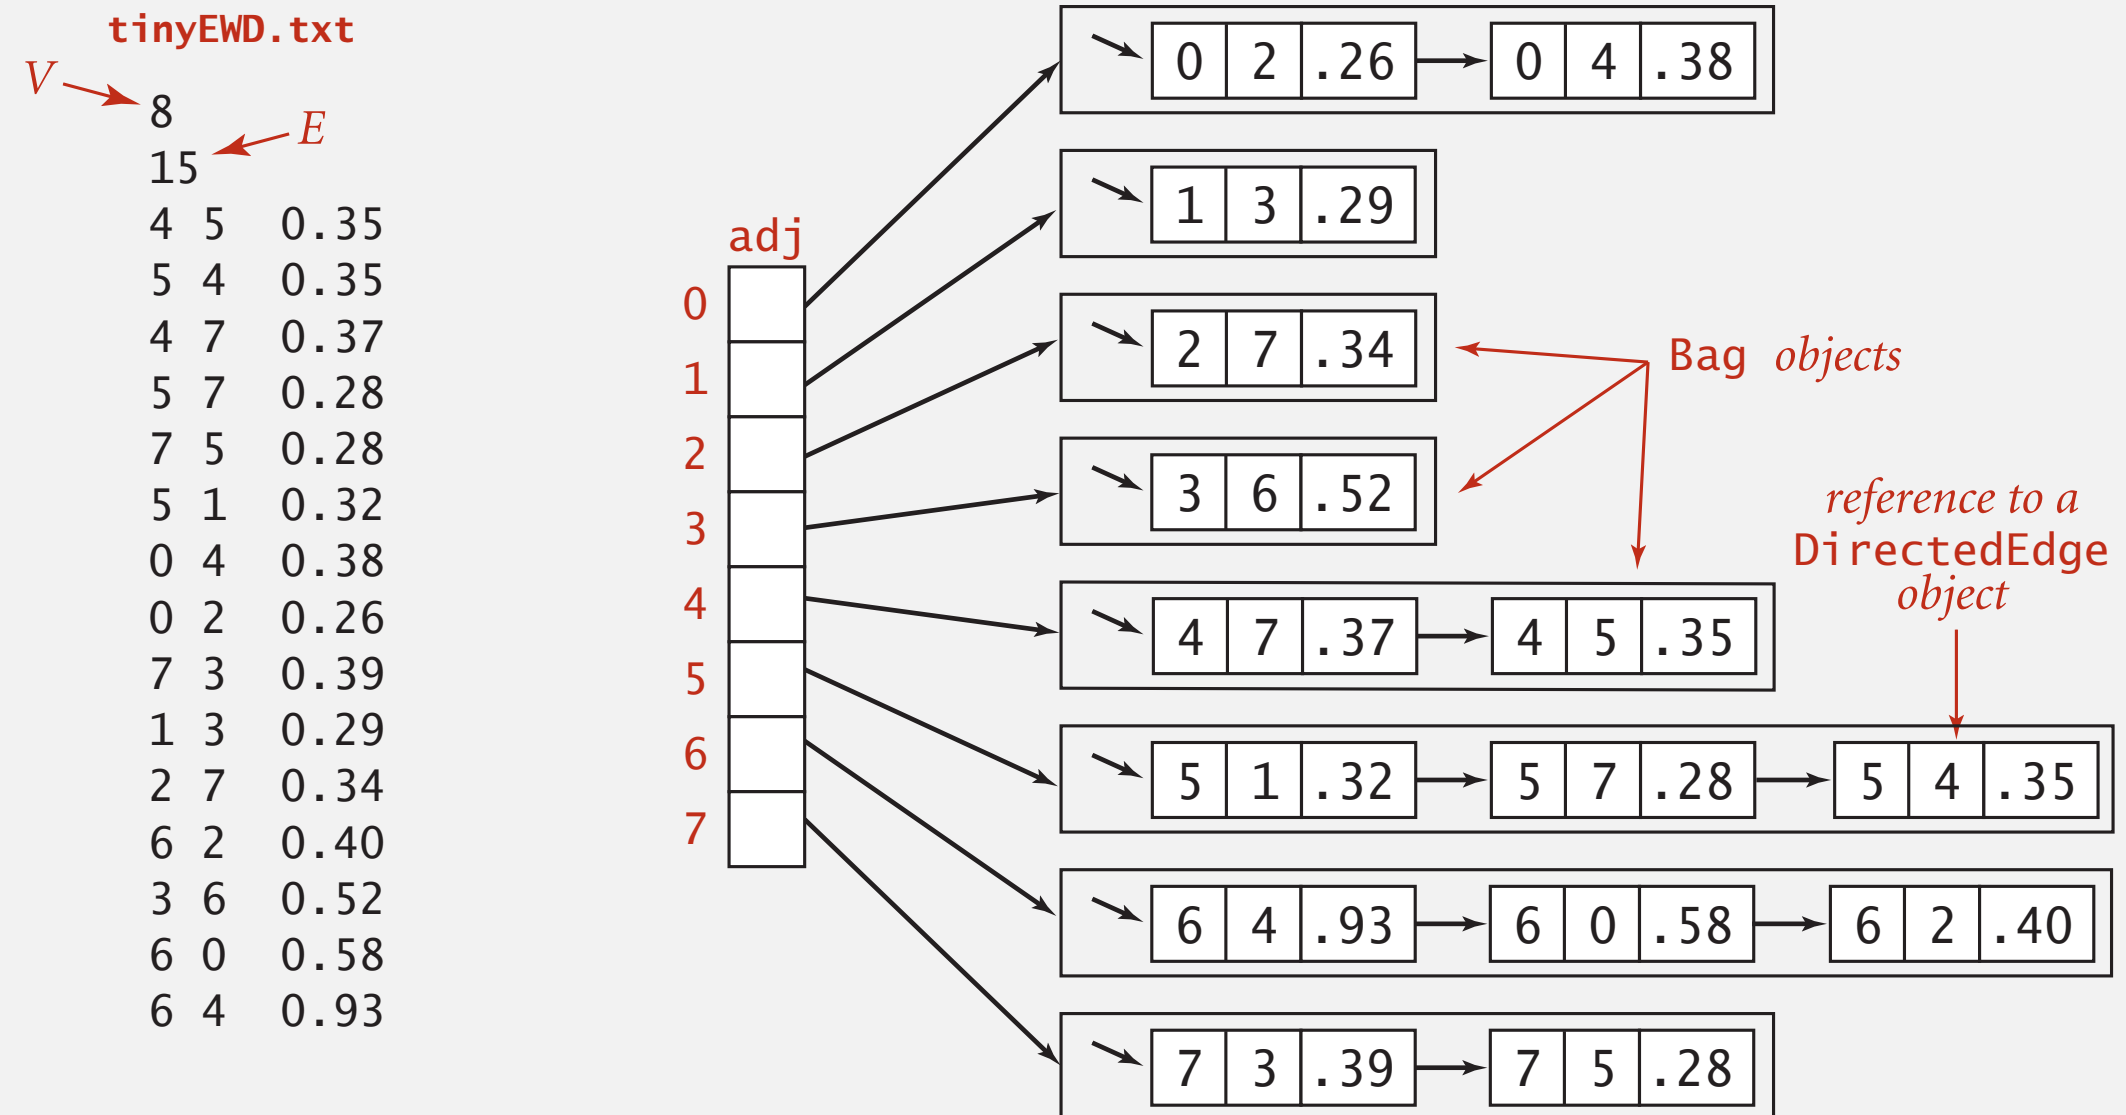 tinyEWD.txt
V
8
E
15
4 5 0.35
5 4 0.35
4 7 0.37
5 7 0.28
7 5 0.28
5 1 0.32
0 4 0.38
0 2 0.26
7 3 0.39
1 3 0.29
2 7 0.34
6 2 0.40
3 6 0.52
6 0 0.58
6 4 0.93
adj
0
1
2
3
4
5
6
7
0 2 .26 0 4 .38
1 3 .29
2 7 .34
3 6 .52
4 7 .37 4 5 .35
5 1 .32 5 7 .28 5 4 .35
6 4 .93 6 0 .58 6 2 .40
7 3 .39 7 5 .28
Bag objects
reference to a
DirectedEdge
object